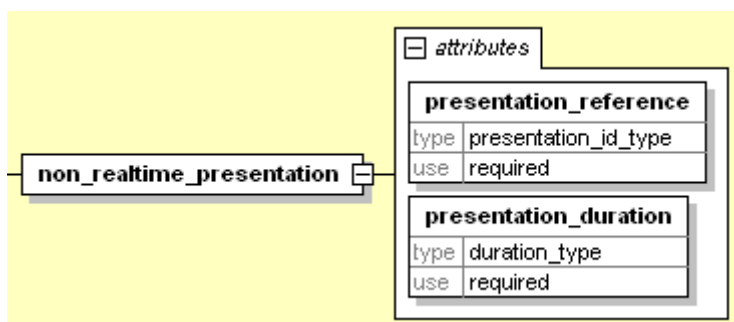 attributes
presentation_reference
type presentation_id_type
use required
non_realtime_presentation
presentation_duration
type duration_type
use required